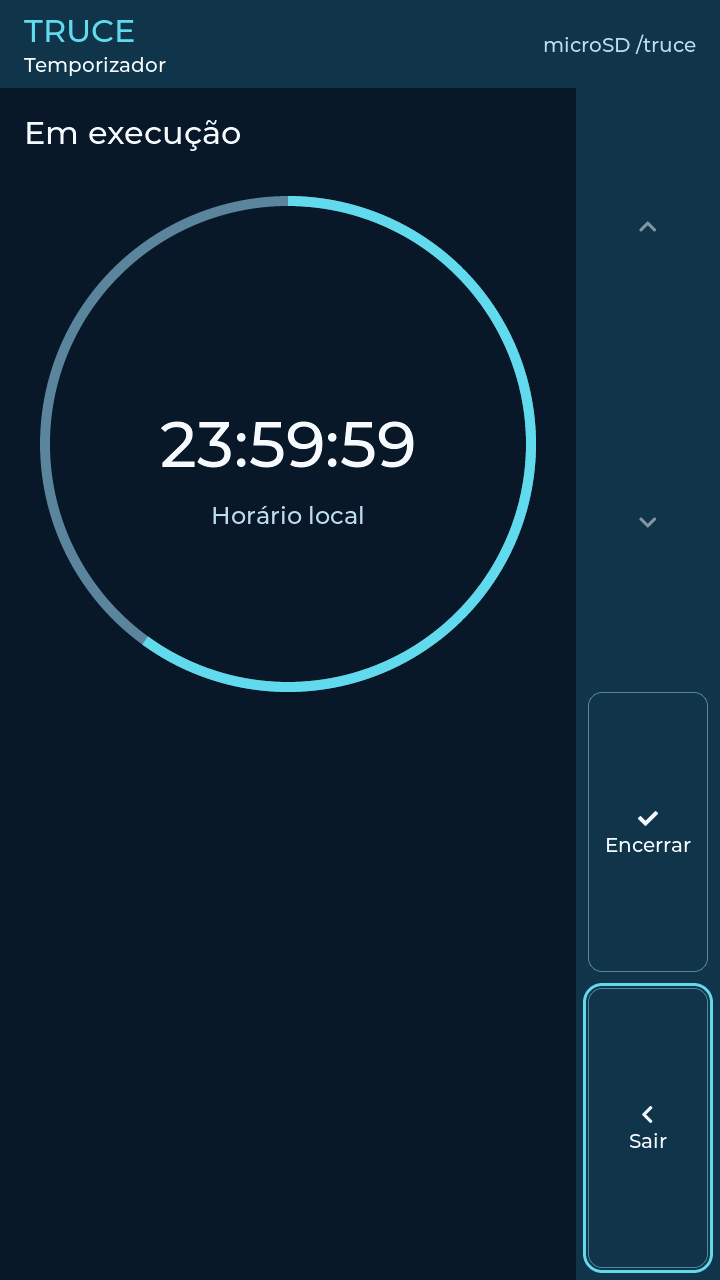 TRUCE
Temporizador
microSD /truce
Em execução
23:59:59
Horário local
Encerrar
Sair